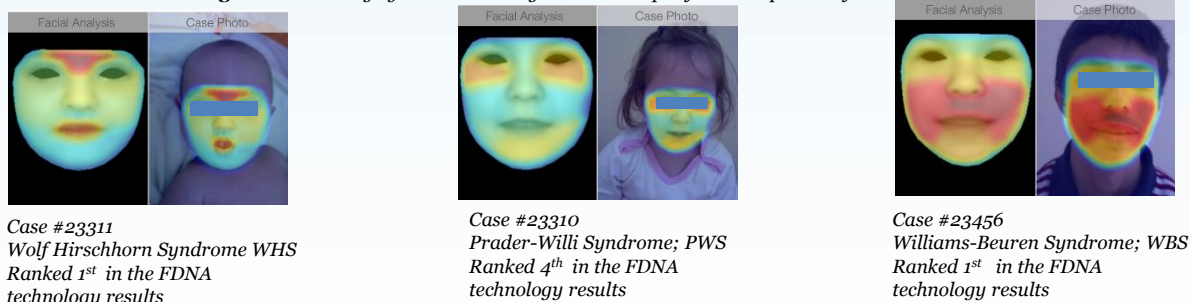 Facial Analysis Case Photo
Facial Analysis Case Photo
Facial Analysis Case Photo
Case #23311
Wolf Hirschhorn Syndrome WHS
Ranked 1st in the FDNA
technology results
Case #23310
Prader-Willi Syndrome; PWS
Ranked 4th in the FDNA
technology results
Case #23456
Williams-Beuren Syndrome; WBS
Ranked 1st in the FDNA
technology results